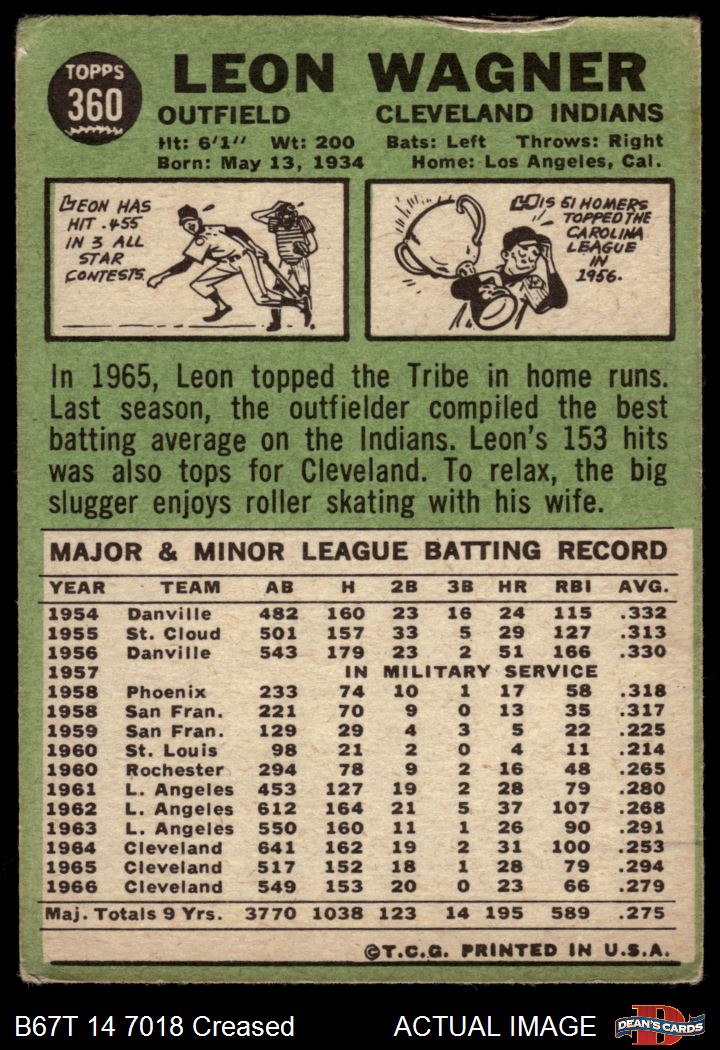 TOPPS
360
LEON WAGNER
OUTFIELD CLEVELAND INDIANS
Ht: 6'1" Wt: 200 Bats: Left Throws: Right
Born: May 13, 1934 Home: Los Angeles, Cal.
LEON HAS
HIT .455
IN 3 ALL
STAR
CONTESTS.
HIS 51 HOMERS
TOPPED THE
CAROLINA
LEAGUE
IN
1956.
In 1965, Leon topped the Tribe in home runs.
Last season, the outfielder compiled the best
batting average on the Indians. Leon's 153 hits
was also tops for Cleveland. To relax, the big
slugger enjoys roller skating with his wife.
MAJOR & MINOR LEAGUE BATTING RECORD
YEAR TEAM AB H 2B 3B HR RBI AVG.
1954 Danville 482 160 23 16 24 115 .332
1955 St. Cloud 501 157 33 5 29 127 .313
1956 Danville 543 179 23 2 51 166 .330
1957 IN MILITARY SERVICE
1958 Phoenix 233 74 10 1 17 58 .318
1958 San Fran. 221 70 9 0 13 35 .317
1959 San Fran. 129 29 4 3 5 22 .225
1960 St. Louis 98 21 2 0 4 11 .214
1960 Rochester 294 78 9 2 16 48 .265
1961 L. Angeles 453 127 19 2 28 79 .280
1962 L. Angeles 612 164 21 5 37 107 .268
1963 L. Angeles 550 160 11 1 26 90 .291
1964 Cleveland 641 162 19 2 31 100 .253
1965 Cleveland 517 152 18 1 28 79 .294
1966 Cleveland 549 153 20 0 23 66 .279
Maj. Totals 9 Yrs. 3770 1038 123 14 195 589 .275
©T.C.G. PRINTED IN U.S.A.
B67T 14 7018 Creased ACTUAL IMAGE
D
DEAN'S CARDS